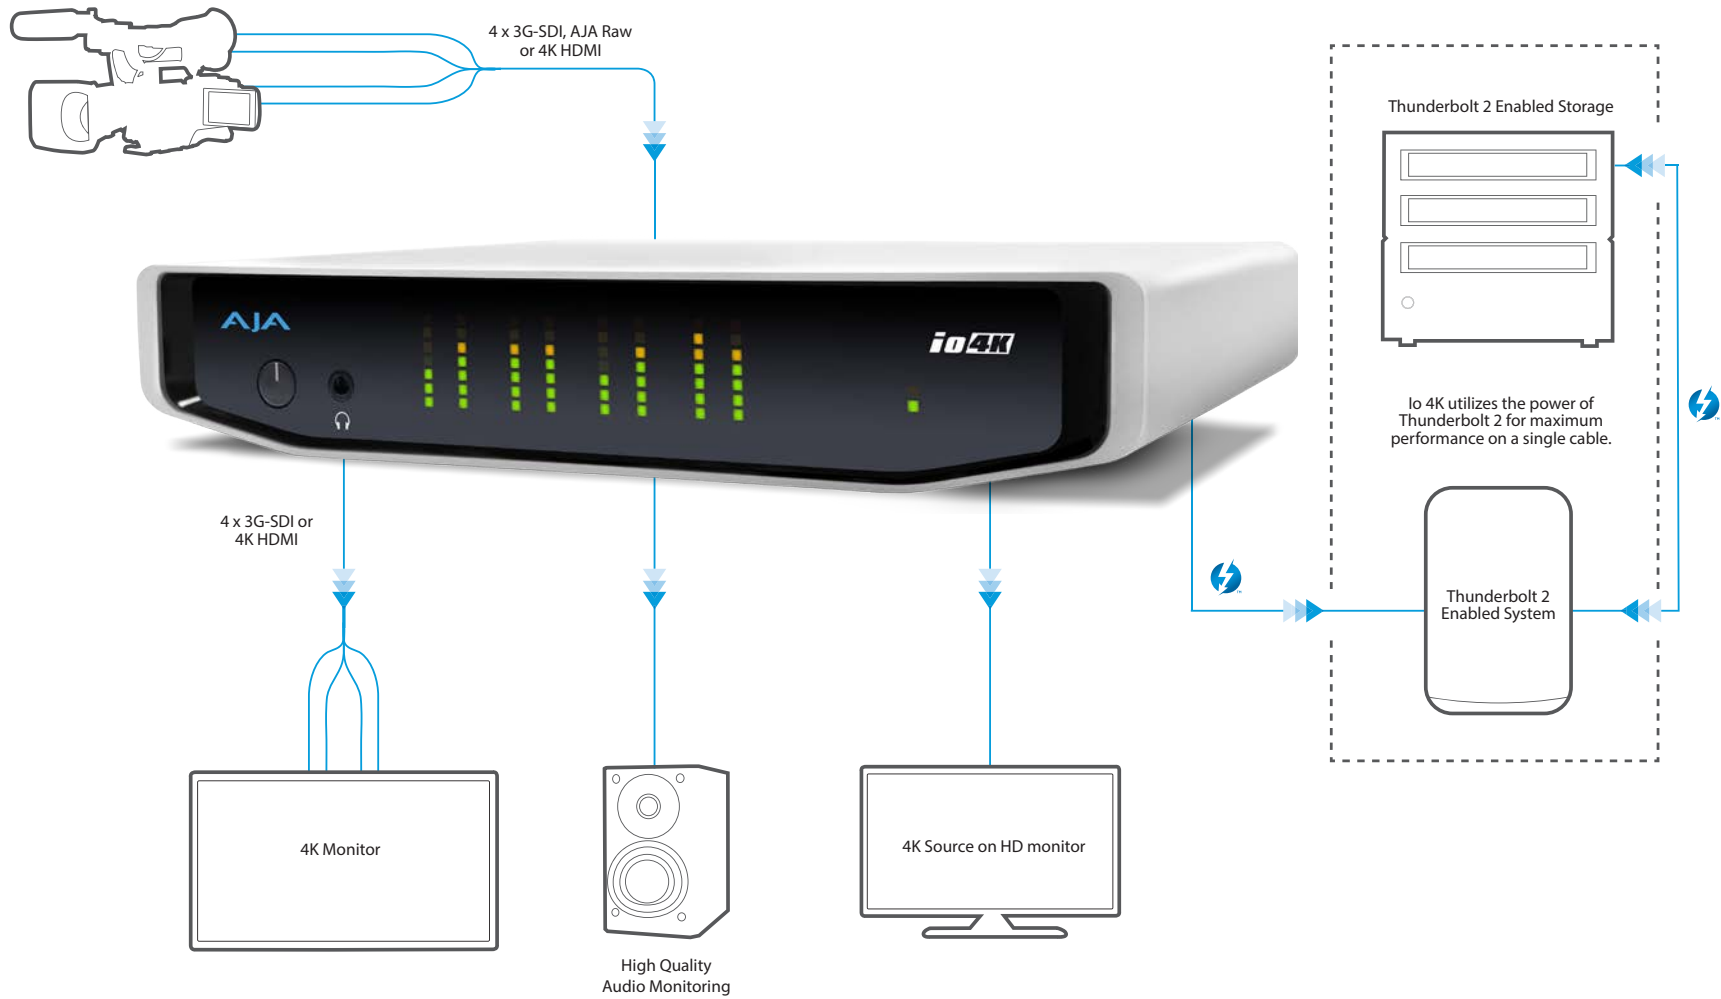 4 x 3G-SDI, AJA Raw
or 4K HDMI
Thunderbolt 2 Enabled Storage
AJA
io4K
Io 4K utilizes the power of
Thunderbolt 2 for maximum
performance on a single cable.
4 x 3G-SDI or
4K HDMI
Thunderbolt 2
Enabled System
4K Monitor
4K Source on HD monitor
High Quality
Audio Monitoring